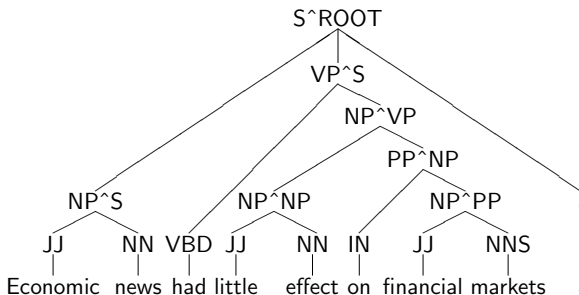 S^ROOT
VP^S
NP^VP
PP^NP
NP^S NP^NP NP^PP
JJ NN VBD JJ NN IN JJ NNS
Economic news had little effect on financial markets